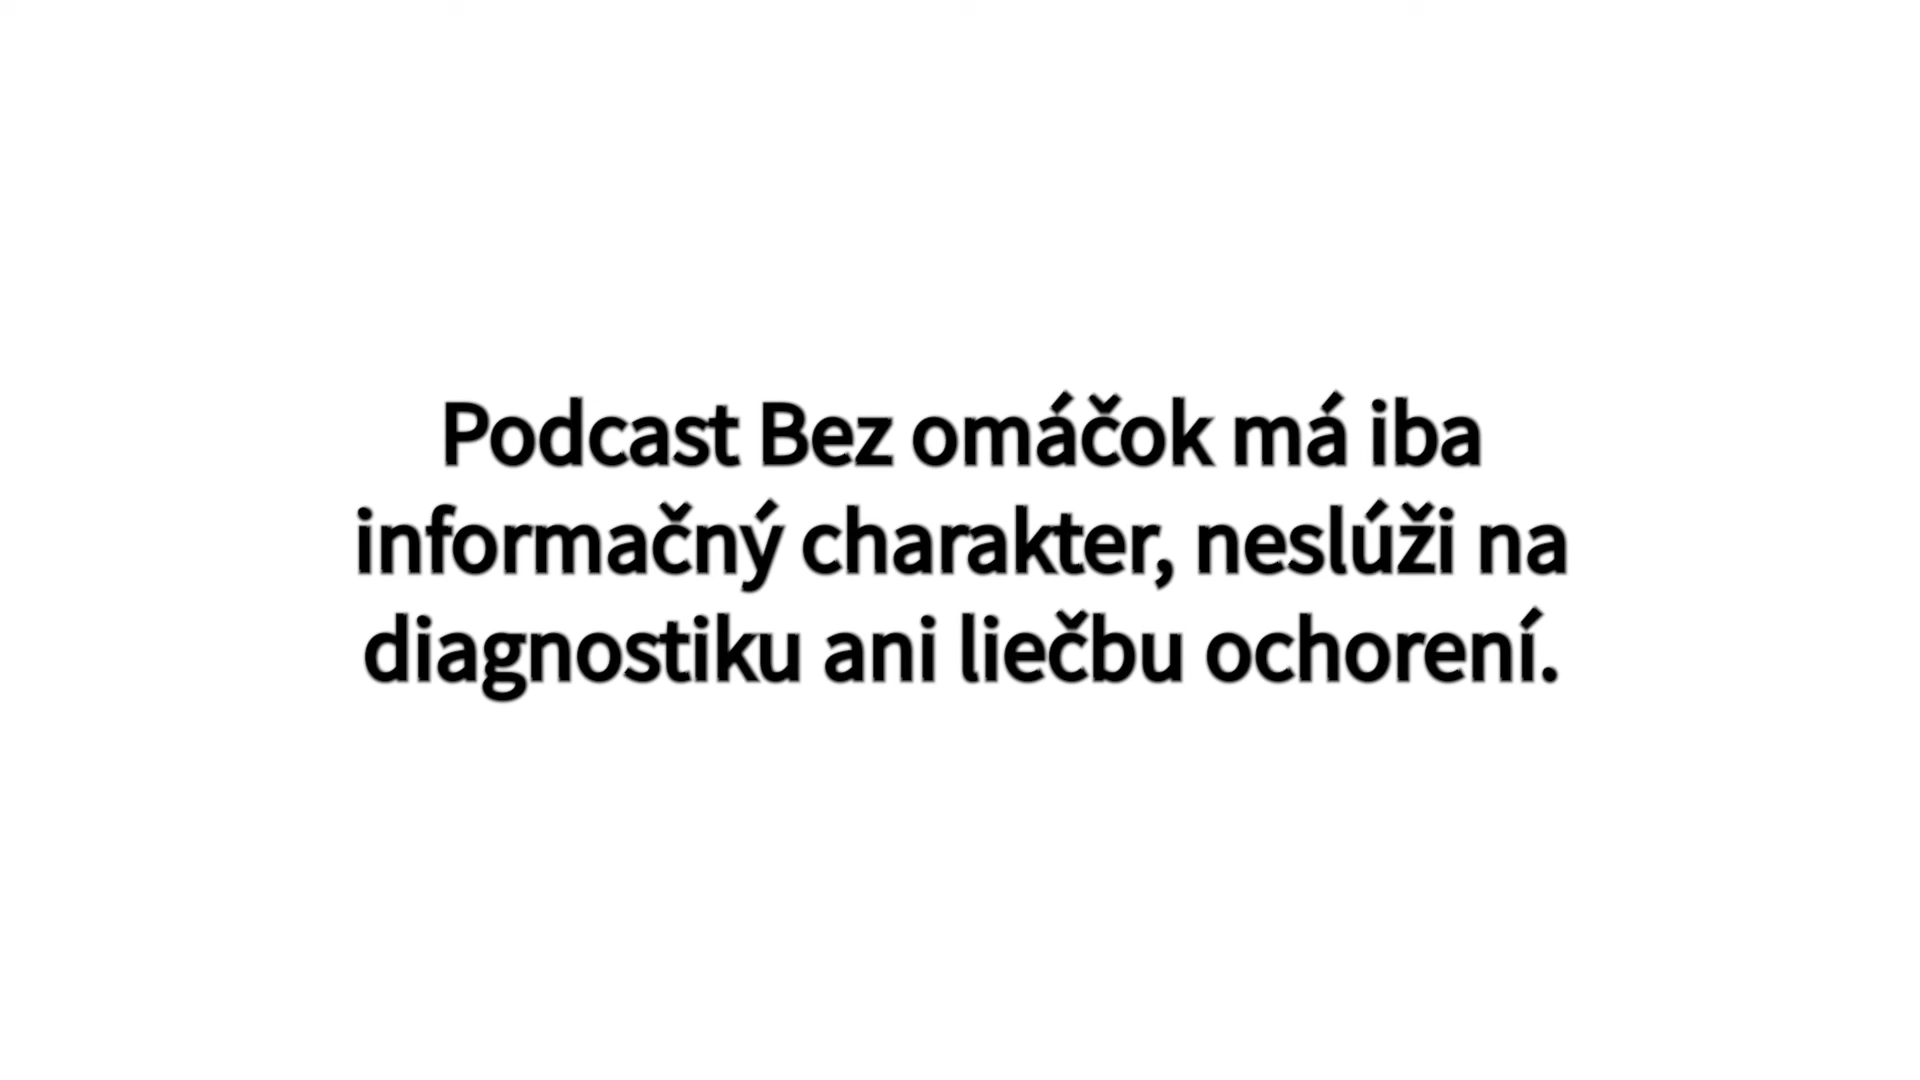 Podcast Bez omáčok má iba
informačný charakter, neslúži na
diagnostiku ani liečbu ochorení.